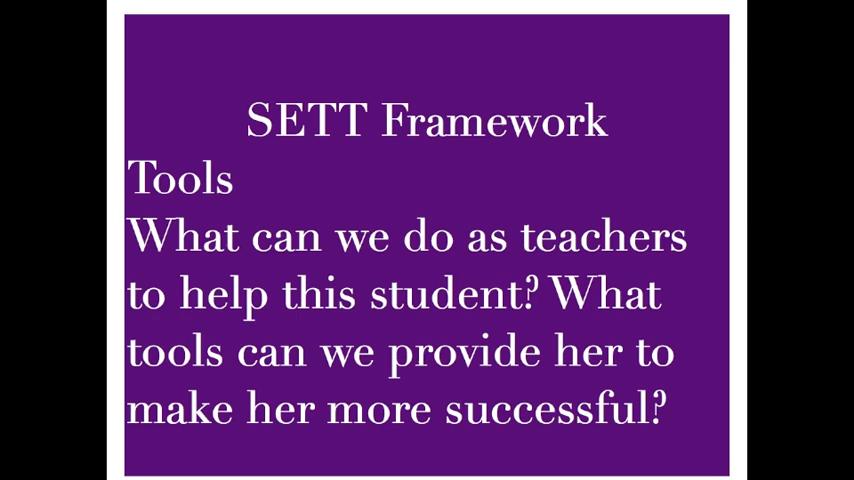 SETT Framework
Tools
What can we do as teachers
to help this student? What
tools can we provide her to
make her more successful?